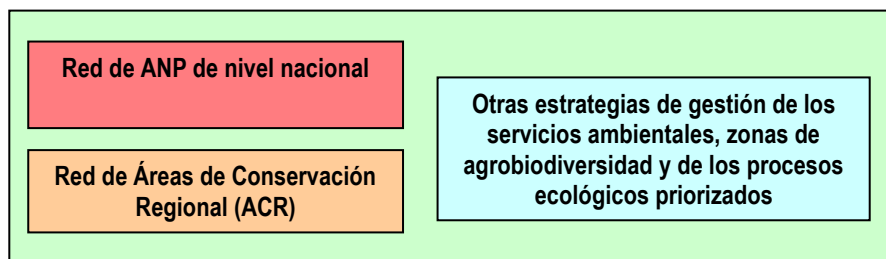 Red de ANP de nivel nacional
Red de Áreas de Conservación
Regional (ACR)
Otras estrategias de gestión de los
servicios ambientales, zonas de
agrobiodiversidad y de los procesos
ecológicos priorizados